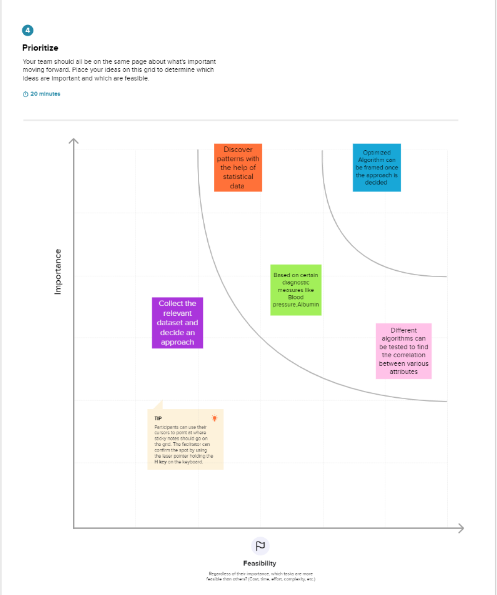 4
Prioritize
Your team should all be on the same page about what's important
moving forward. Place your ideas on this grid to determine which
ideas are important and which are feasible.
20 minutes
Discover
patterns with
the help of
statistical
data
Optimized
Algorithm can
be framed once
the approach is
decided
Importance
Based on certain
diagnostic
measures like
Blood
pressure,Albumin
Collect the
relevant
dataset and
decide an
approach
Different
algorithms can
be tested to find
the correlation
between various
attributes
TIP
Participants can use their
cursors to point at where
sticky notes should go on
the grid. The facilitator can
confirm the spot by using
the laser pointer holding the
H key on the keyboard.
Feasibility
Regardless of their importance, which tasks are more
feasible than others? (Cost, time, effort, complexity, etc.)